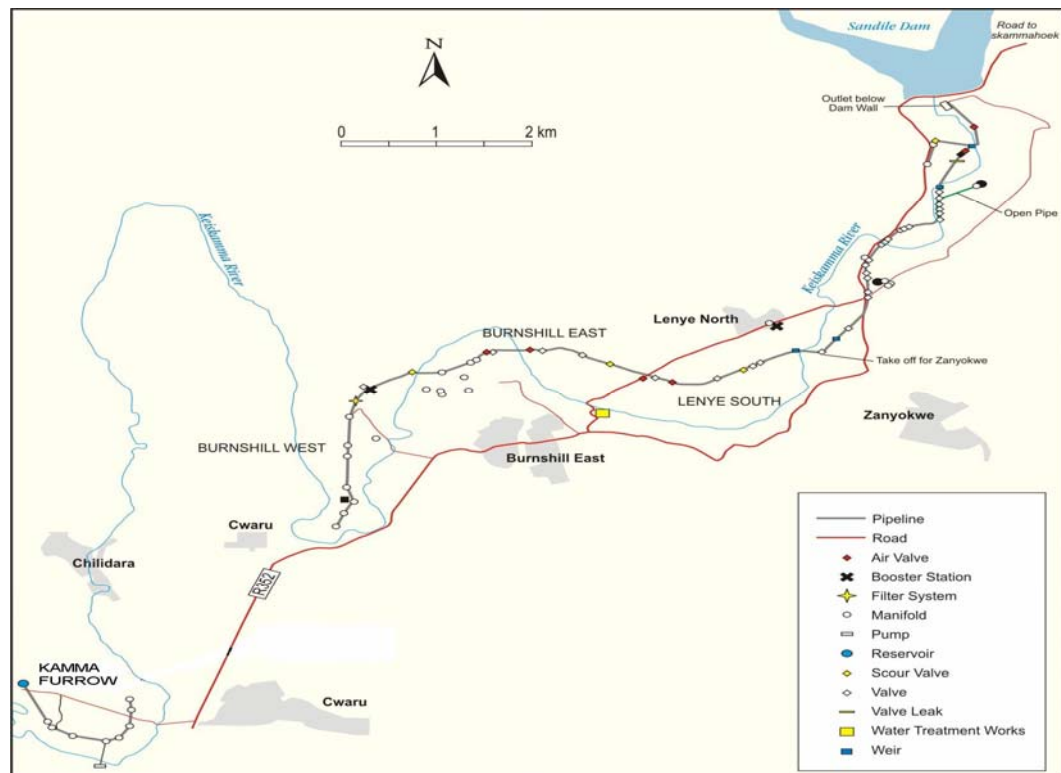 Sandile Dam
Road to
skammahoek
N
Outlet below
Dam Wall
0 1 2 km
Open Pipe
Keiskamma River
Keiskamma River
Lenye North
BURNSHILL EAST
Take off for Zanyokwe
LENYE SOUTH
Zanyokwe
BURNSHILL WEST
Burnshill East
Cwaru
Chilidara
R352
KAMMA
FURROW
Cwaru
Pipeline
Road
Air Valve
Booster Station
Filter System
Manifold
Pump
Reservoir
Scour Valve
Valve
Valve Leak
Water Treatment Works
Weir